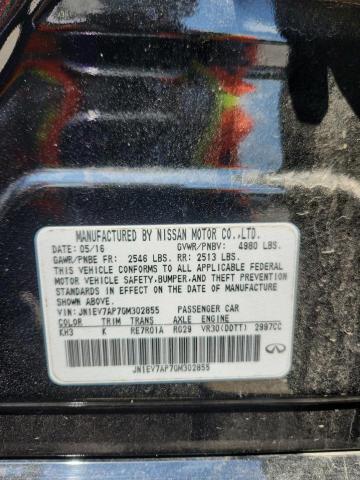 MANUFACTURED BY NISSAN MOTOR CO.,LTD.
DATE: 05/16 GVWR/PNBV: 4980 LBS.
GAWR/PNBE FR: 2546 LBS. RR: 2513 LBS.
THIS VEHICLE CONFORMS TO ALL APPLICABLE FEDERAL
MOTOR VEHICLE SAFETY,BUMPER, AND THEFT PREVENTION
STANDARDS IN EFFECT ON THE DATE OF MANUFACTURE
SHOWN ABOVE.
VIN: JN1EV7AP7GM302855 PASSENGER CAR
COLOR TRIM TRANS AXLE ENGINE
KH3 K RE7R01A RG29 VR30(DDTT) 2997CC
JN1EV7AP7GM302855